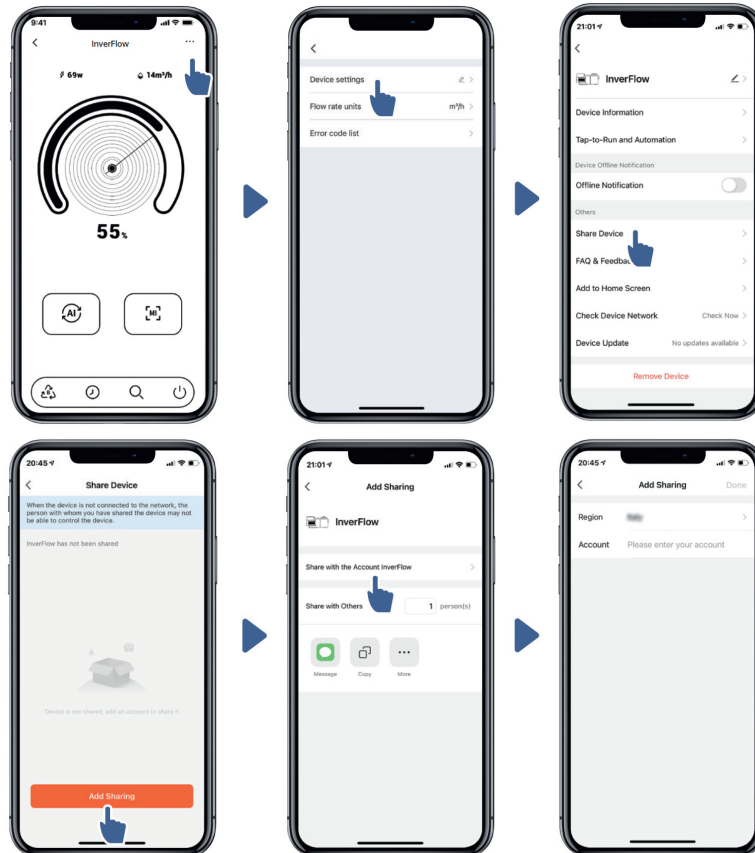 9:41
InverFlow
...
69w
14m³/h
55%
AI
MI
Device settings
Flow rate units m³/h
Error code list
21:01
InverFlow
Device Information
Tap-to-Run and Automation
Device Offline Notification
Offline Notification
Others
Share Device
FAQ & Feedback
Add to Home Screen
Check Device Network Check Now
Device Update No updates available
Remove Device
20:45
Share Device
When the device is not connected to the network, the
person with whom you have shared the device may not
be able to control the device.
InverFlow has not been shared
Device is not shared, add an account to share it
Add Sharing
21:01
Add Sharing
InverFlow
Share with the Account InverFlow
Share with Others 1 person(s)
Message Copy More
20:45
Add Sharing Done
Region
Account Please enter your account